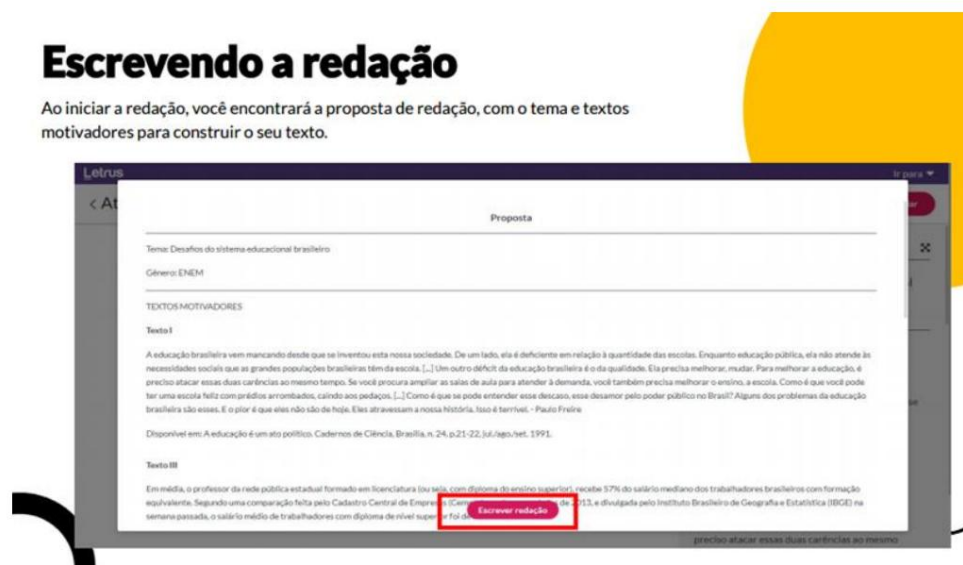 Escrevendo a redação
Ao iniciar a redação, você encontrará a proposta de redação, com o tema e textos
motivadores para construir o seu texto.
Letrus
Ir para
< At
ar
Proposta
Tema: Desafios do sistema educacional brasileiro
Gênero: ENEM
TEXTOS MOTIVADORES
Texto I
A educação brasileira vem mancando desde que se inventou esta nossa sociedade. De um lado, ela é deficiente em relação à quantidade das escolas. Enquanto educação pública, ela não atende às
necessidades sociais que as grandes populações brasileiras têm da escola. [...] Um outro déficit da educação brasileira é o da qualidade. Ela precisa melhorar, mudar. Para melhorar a educação, é
preciso atacar essas duas carências ao mesmo tempo. Se você procura ampliar as salas de aula para atender à demanda, você também precisa melhorar o ensino, a escola. Como é que você pode
ter uma escola feliz com prédios arrombados, caindo aos pedaços. [...] Como é que se pode entender esse descaso, esse desamor pelo poder público no Brasil? Alguns dos problemas da educação
brasileira são esses. E o pior é que eles não são de hoje. Eles atravessam a nossa história. Isso é terrível. - Paulo Freire
Disponível em: A educação é um ato político. Cadernos de Ciência, Brasília, n. 24, p.21-22, jul./ago./set. 1991.
Texto III
Em média, o professor da rede pública estadual formado em licenciatura (ou seja, com diploma do ensino superior), recebe 57% do salário mediano dos trabalhadores brasileiros com formação
equivalente. Segundo uma comparação feita pelo Cadastro Central de Empresas (Cem de 2013, e divulgada pelo Instituto Brasileiro de Geografia e Estatística (IBGE) na
semana passada, o salário médio de trabalhadores com diploma de nível superior foi de
Escrever redação
preciso atacar essas duas carências ao mesmo